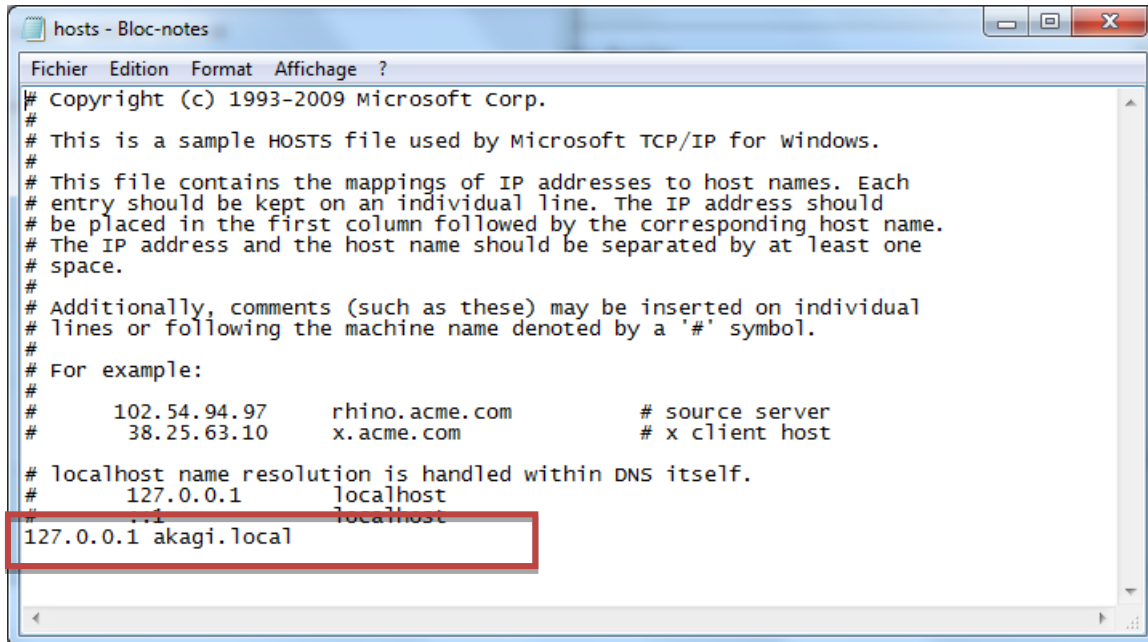 hosts - Bloc-notes
Fichier Edition Format Affichage ?
# Copyright (c) 1993-2009 Microsoft Corp.
#
# This is a sample HOSTS file used by Microsoft TCP/IP for Windows.
#
# This file contains the mappings of IP addresses to host names. Each
# entry should be kept on an individual line. The IP address should
# be placed in the first column followed by the corresponding host name.
# The IP address and the host name should be separated by at least one
# space.
#
# Additionally, comments (such as these) may be inserted on individual
# lines or following the machine name denoted by a '#' symbol.
#
# For example:
#
# 102.54.94.97 rhino.acme.com # source server
# 38.25.63.10 x.acme.com # x client host
# localhost name resolution is handled within DNS itself.
# 127.0.0.1 localhost
# ::1 localhost
127.0.0.1 akagi.local